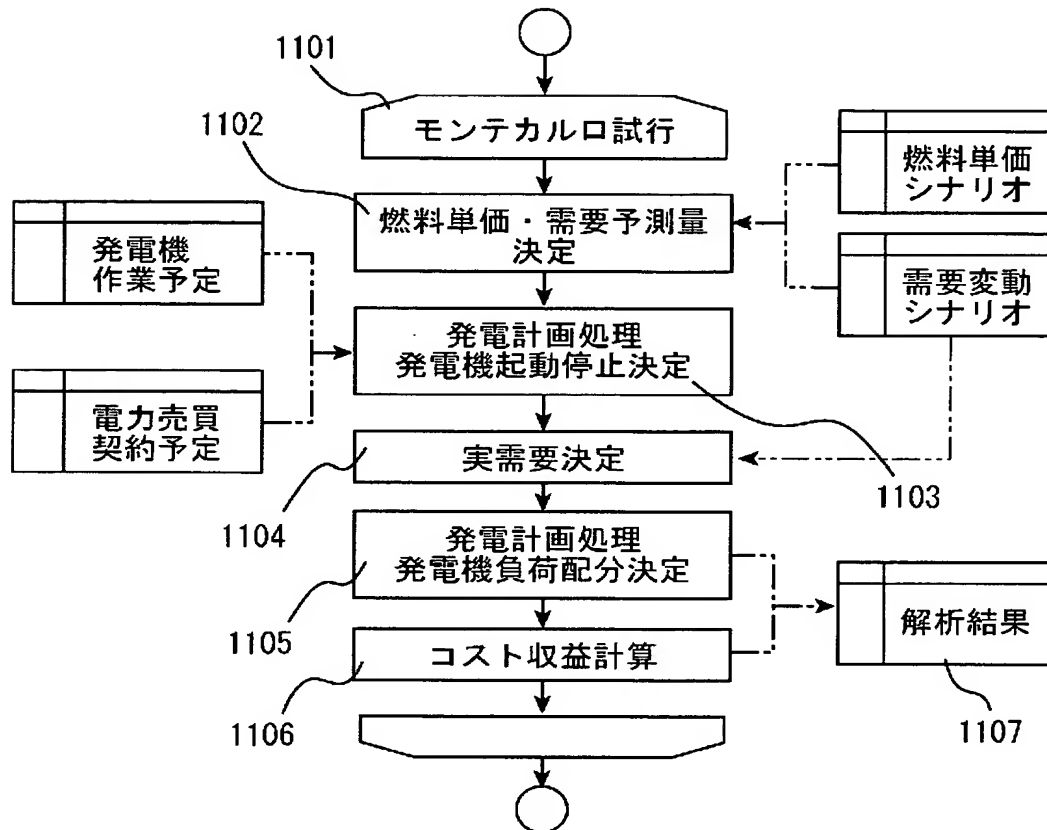 1101
モンテカルロ試行
1102
燃料単価
シナリオ
燃料単価・需要予測量
決定
発電機
作業予定
需要変動
シナリオ
発電計画処理
発電機起動停止決定
電力売買
契約予定
実需要決定
1103
1104
発電計画処理
発電機負荷配分決定
解析結果
1105
コスト収益計算
1106
1107